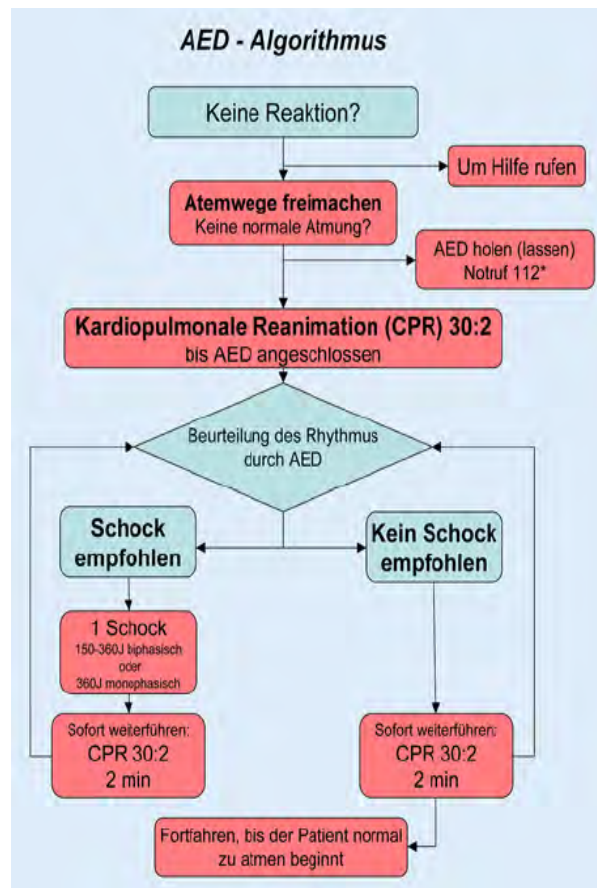 AED - Algorithmus
Keine Reaktion?
Um Hilfe rufen
Atemwege freimachen
Keine normale Atmung?
AED holen (lassen)
Notruf 112*
Kardiopulmonale Reanimation (CPR) 30:2
bis AED angeschlossen
Beurteilung des Rhythmus
durch AED
Schock
empfohlen
Kein Schock
empfohlen
1 Schock
150-360J biphasisch
oder
360J monophasisch
Sofort weiterführen:
CPR 30:2
2 min
Sofort weiterführen:
CPR 30:2
2 min
Fortfahren, bis der Patient normal
zu atmen beginnt